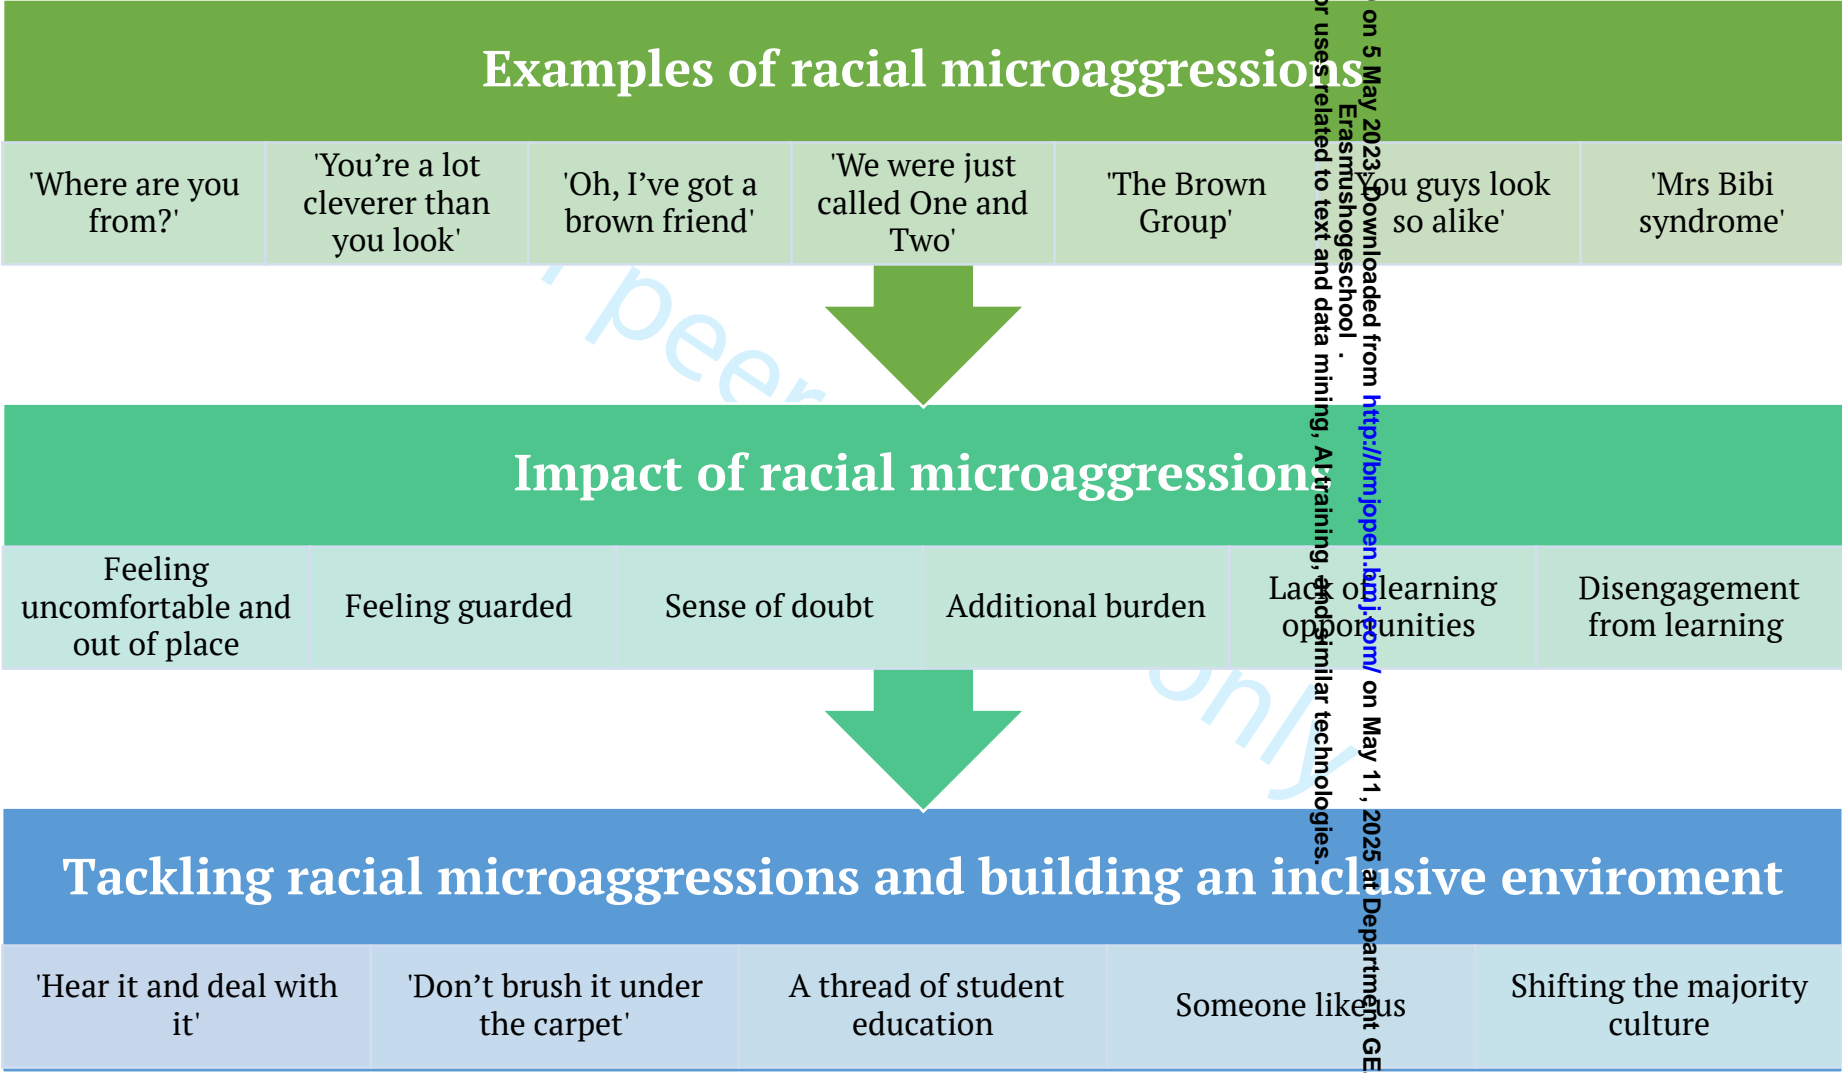 Examples of racial microaggressions
'Where are you
from?'
'You’re a lot
cleverer than
you look'
'Oh, I’ve got a
brown friend'
'We were just
called One and
Two'
'The Brown
Group'
You guys look
so alike'
'Mrs Bibi
syndrome'
Impact of racial microaggressions
Feeling
uncomfortable and
out of place
Feeling guarded
Sense of doubt
Additional burden
Lack of learning
opportunities
Disengagement
from learning
Tackling racial microaggressions and building an inclusive enviroment
'Hear it and deal with
it'
'Don’t brush it under
the carpet'
A thread of student
education
Someone like us
Shifting the majority
culture
on 5 May 2023. Downloaded from http://bmjopen.bmj.com/ on May 11, 2025 at Department GE
Erasmushogeschool .
or uses related to text and data mining, AI training, and similar technologies.
peer
only